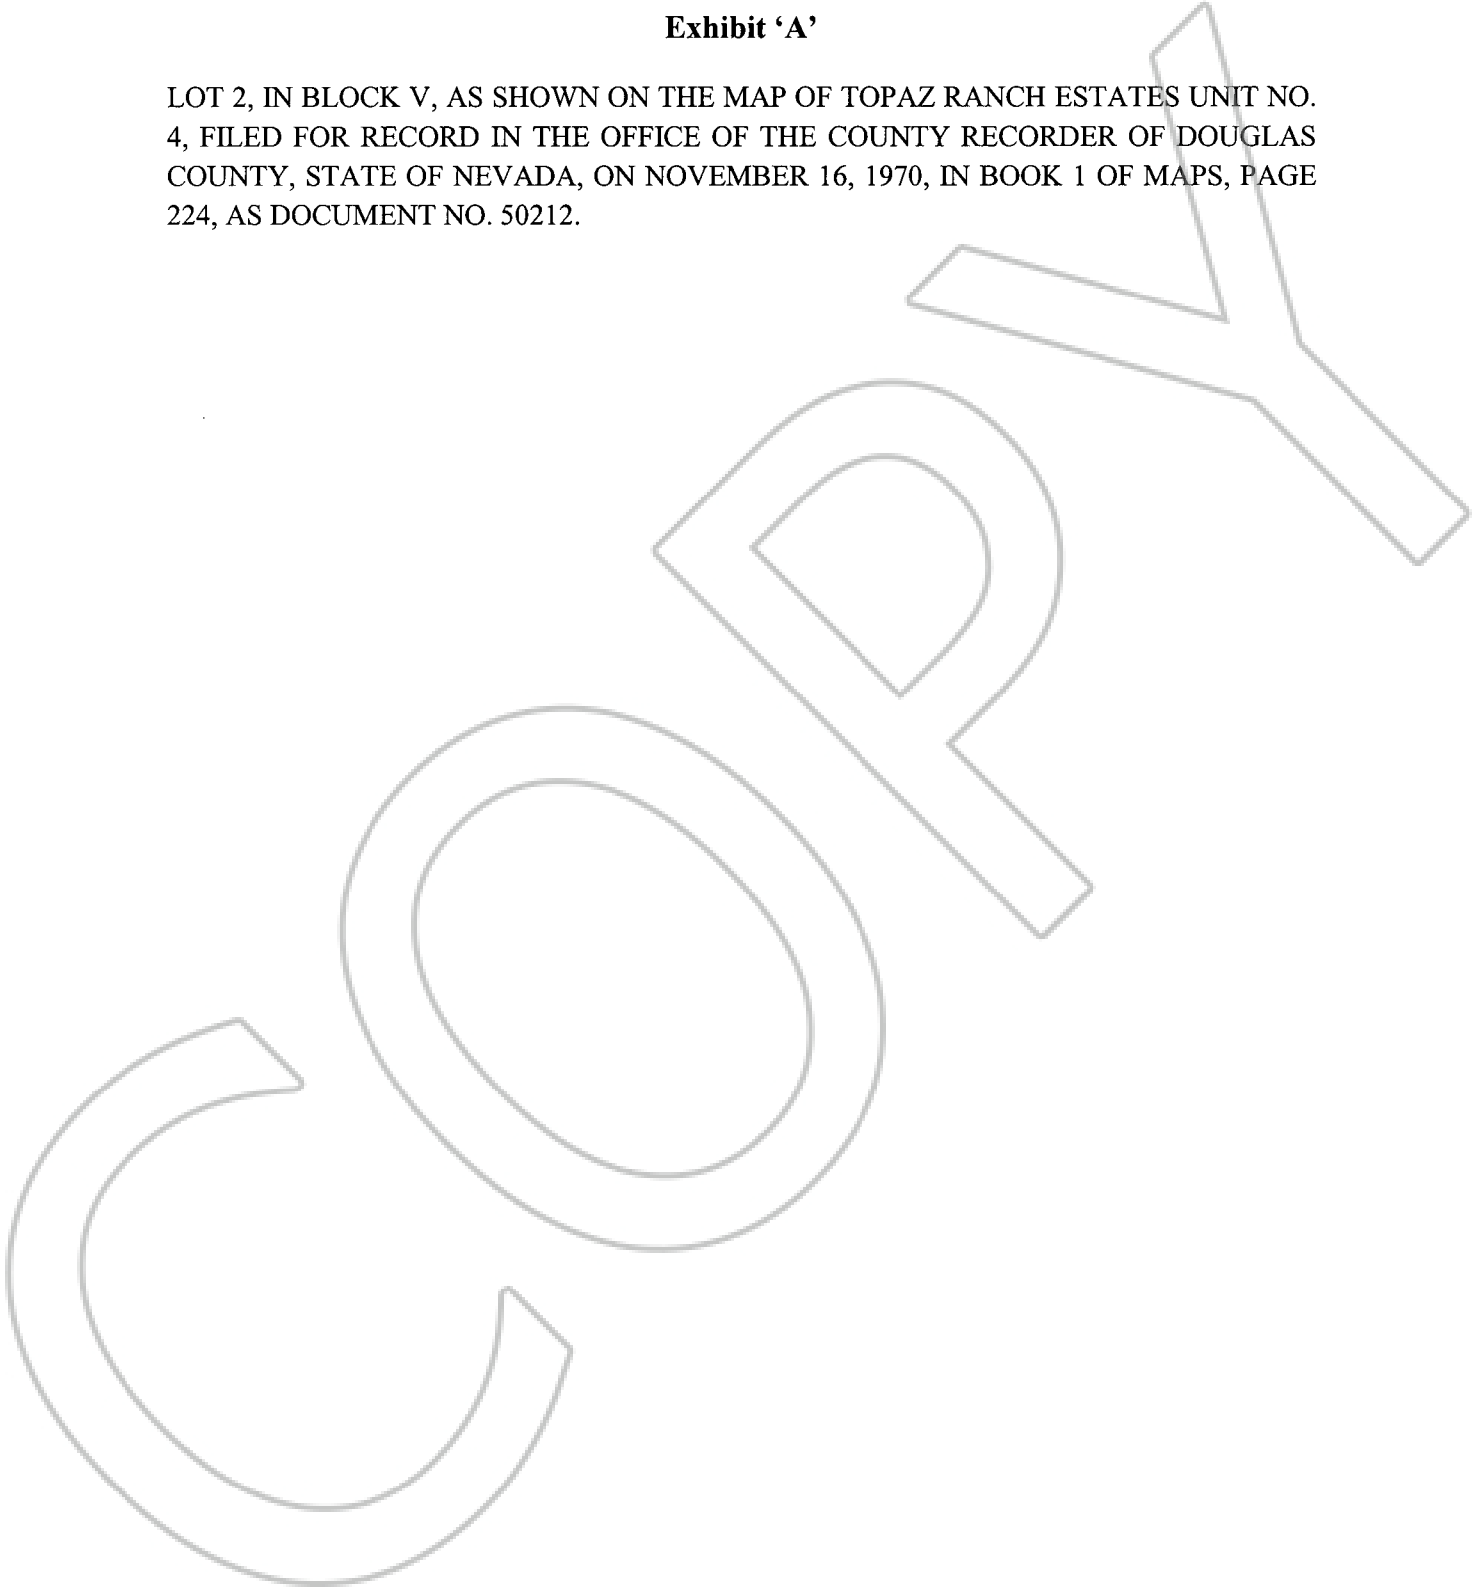 Exhibit ‘A’
LOT 2, IN BLOCK V, AS SHOWN ON THE MAP OF TOPAZ RANCH ESTATES UNIT NO.
4, FILED FOR RECORD IN THE OFFICE OF THE COUNTY RECORDER OF DOUGLAS
COUNTY, STATE OF NEVADA, ON NOVEMBER 16, 1970, IN BOOK 1 OF MAPS, PAGE
224, AS DOCUMENT NO. 50212.
COPY